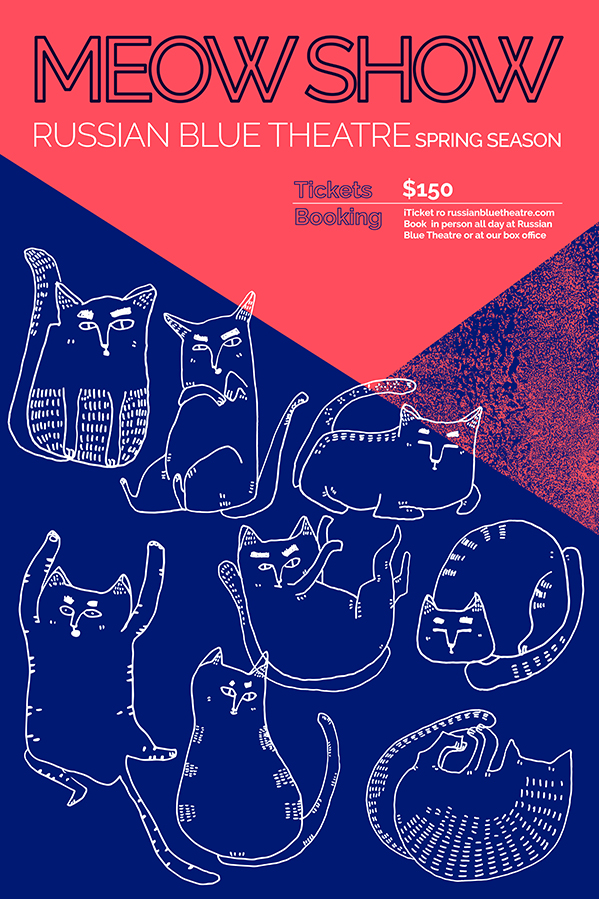 MEOW SHOW
RUSSIAN BLUE THEATRE SPRING SEASON
Tickets $150
Booking iTicket ro russianbluetheatre.com
Book in person all day at Russian
Blue Theatre or at our box office